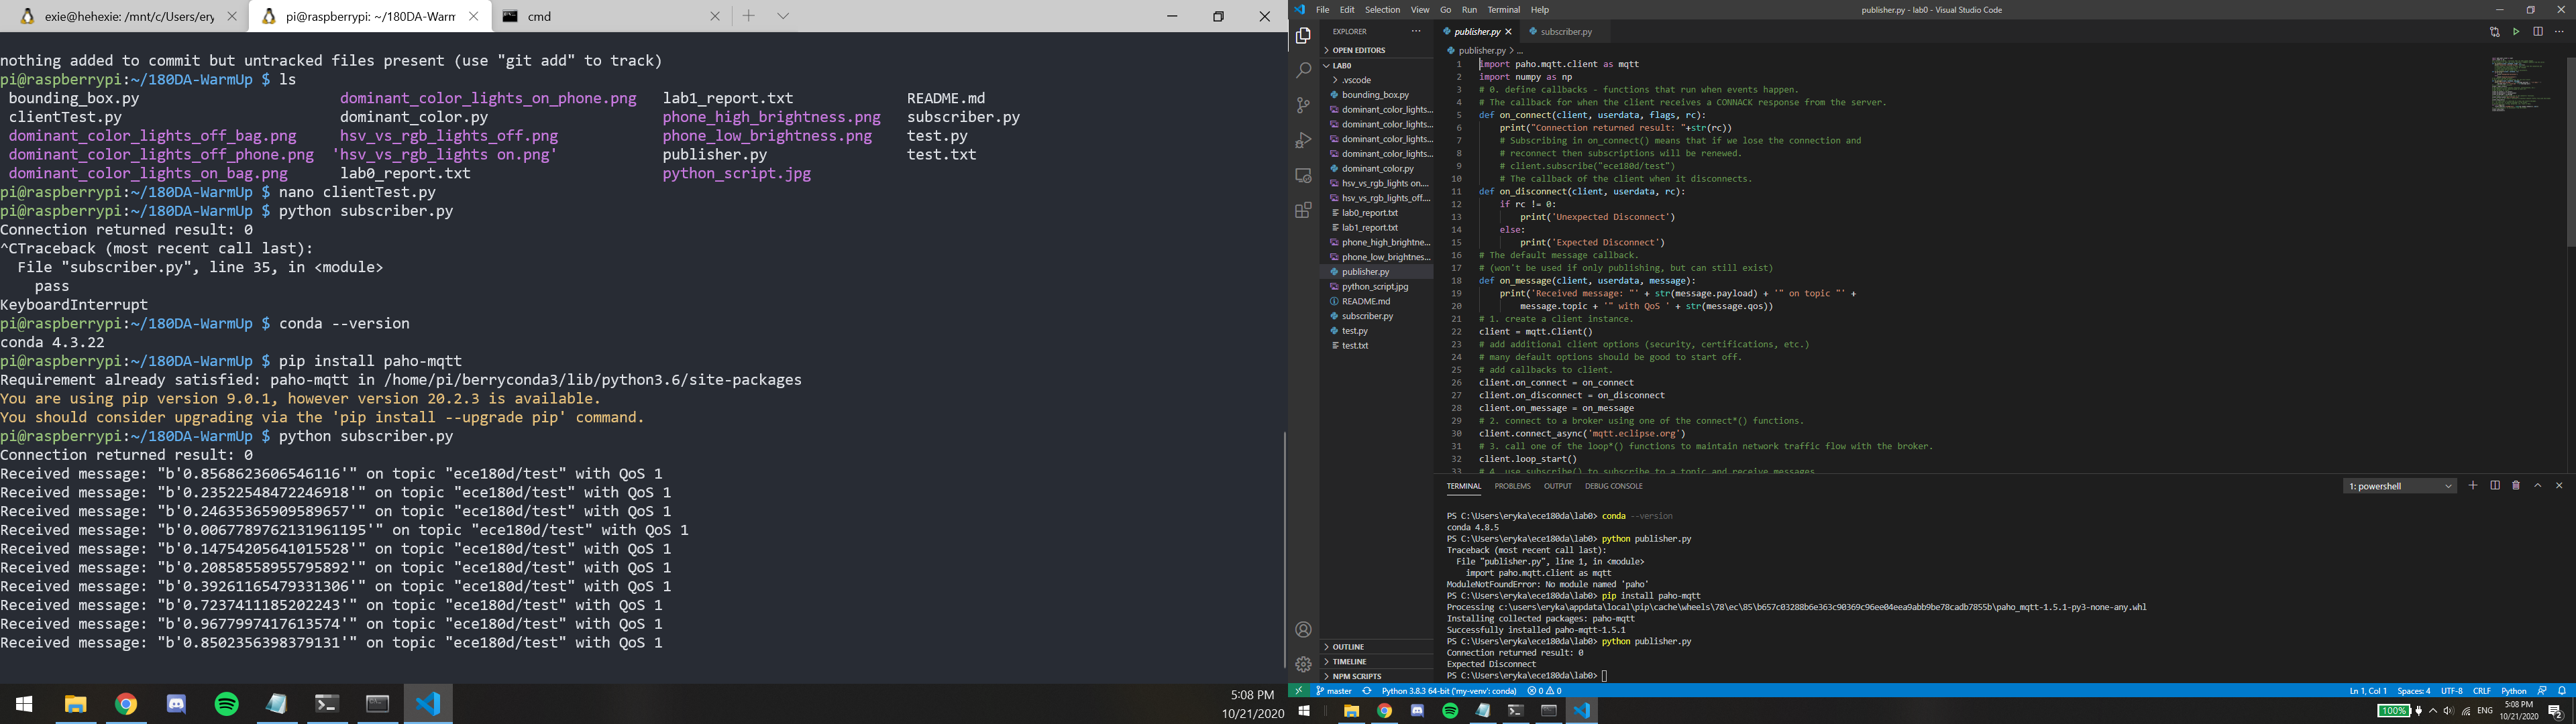 exie@hehexie: /mnt/c/Users/ery
pi@raspberrypi: ~/180DA-Warm
cmd
nothing added to commit but untracked files present (use "git add" to track)
pi@raspberrypi:~/180DA-WarmUp $ ls
bounding_box.py dominant_color_lights_on_phone.png lab1_report.txt README.md
clientTest.py dominant_color.py phone_high_brightness.png subscriber.py
dominant_color_lights_off_bag.png hsv_vs_rgb_lights_off.png phone_low_brightness.png test.py
dominant_color_lights_off_phone.png 'hsv_vs_rgb_lights on.png' publisher.py test.txt
dominant_color_lights_on_bag.png lab0_report.txt python_script.jpg
pi@raspberrypi:~/180DA-WarmUp $ nano clientTest.py
pi@raspberrypi:~/180DA-WarmUp $ python subscriber.py
Connection returned result: 0
^CTraceback (most recent call last):
File "subscriber.py", line 35, in <module>
pass
KeyboardInterrupt
pi@raspberrypi:~/180DA-WarmUp $ conda --version
conda 4.3.22
pi@raspberrypi:~/180DA-WarmUp $ pip install paho-mqtt
Requirement already satisfied: paho-mqtt in /home/pi/berryconda3/lib/python3.6/site-packages
You are using pip version 9.0.1, however version 20.2.3 is available.
You should consider upgrading via the 'pip install --upgrade pip' command.
pi@raspberrypi:~/180DA-WarmUp $ python subscriber.py
Connection returned result: 0
Received message: "b'0.8568623606546116'" on topic "ece180d/test" with QoS 1
Received message: "b'0.23522548472246918'" on topic "ece180d/test" with QoS 1
Received message: "b'0.24635365909589657'" on topic "ece180d/test" with QoS 1
Received message: "b'0.0067789762131961195'" on topic "ece180d/test" with QoS 1
Received message: "b'0.14754205641015528'" on topic "ece180d/test" with QoS 1
Received message: "b'0.20858558955795892'" on topic "ece180d/test" with QoS 1
Received message: "b'0.39261165479331306'" on topic "ece180d/test" with QoS 1
Received message: "b'0.7237411185202243'" on topic "ece180d/test" with QoS 1
Received message: "b'0.9677997417613574'" on topic "ece180d/test" with QoS 1
Received message: "b'0.8502356398379131'" on topic "ece180d/test" with QoS 1
5:08 PM
10/21/2020
File Edit Selection View Go Run Terminal Help
publisher.py - lab0 - Visual Studio Code
EXPLORER
OPEN EDITORS
LAB0
.vscode
bounding_box.py
dominant_color_lights...
dominant_color_lights...
dominant_color_lights...
dominant_color_lights...
dominant_color.py
hsv_vs_rgb_lights on....
hsv_vs_rgb_lights_off....
lab0_report.txt
lab1_report.txt
phone_high_brightne...
phone_low_brightnes...
publisher.py
python_script.jpg
README.md
subscriber.py
test.py
test.txt
OUTLINE
TIMELINE
NPM SCRIPTS
publisher.py
subscriber.py
publisher.py > ...
1 import paho.mqtt.client as mqtt
2 import numpy as np
3 # 0. define callbacks - functions that run when events happen.
4 # The callback for when the client receives a CONNACK response from the server.
5 def on_connect(client, userdata, flags, rc):
6 print("Connection returned result: "+str(rc))
7 # Subscribing in on_connect() means that if we lose the connection and
8 # reconnect then subscriptions will be renewed.
9 # client.subscribe("ece180d/test")
10 # The callback of the client when it disconnects.
11 def on_disconnect(client, userdata, rc):
12 if rc != 0:
13 print('Unexpected Disconnect')
14 else:
15 print('Expected Disconnect')
16 # The default message callback.
17 # (won't be used if only publishing, but can still exist)
18 def on_message(client, userdata, message):
19 print('Received message: "' + str(message.payload) + '" on topic "' +
20 message.topic + '" with QoS ' + str(message.qos))
21 # 1. create a client instance.
22 client = mqtt.Client()
23 # add additional client options (security, certifications, etc.)
24 # many default options should be good to start off.
25 # add callbacks to client.
26 client.on_connect = on_connect
27 client.on_disconnect = on_disconnect
28 client.on_message = on_message
29 # 2. connect to a broker using one of the connect*() functions.
30 client.connect_async('mqtt.eclipse.org')
31 # 3. call one of the loop*() functions to maintain network traffic flow with the broker.
32 client.loop_start()
33 # 4. use subscribe() to subscribe to a topic and receive messages
TERMINAL PROBLEMS OUTPUT DEBUG CONSOLE
1: powershell
PS C:\Users\eryka\ece180da\lab0> conda --version
conda 4.8.5
PS C:\Users\eryka\ece180da\lab0> python publisher.py
Traceback (most recent call last):
File "publisher.py", line 1, in <module>
import paho.mqtt.client as mqtt
ModuleNotFoundError: No module named 'paho'
PS C:\Users\eryka\ece180da\lab0> pip install paho-mqtt
Processing c:\users\eryka\appdata\local\pip\cache\wheels\78\ec\85\b657c03288b6e363c90369c96ee04eea9abb9be78cadb7855b\paho_mqtt-1.5.1-py3-none-any.whl
Installing collected packages: paho-mqtt
Successfully installed paho-mqtt-1.5.1
PS C:\Users\eryka\ece180da\lab0> python publisher.py
Connection returned result: 0
Expected Disconnect
PS C:\Users\eryka\ece180da\lab0>
master Python 3.8.3 64-bit ('my-venv': conda) 0 0
Ln 1, Col 1 Spaces: 4 UTF-8 CRLF Python
100% ENG 5:08 PM
10/21/2020 2